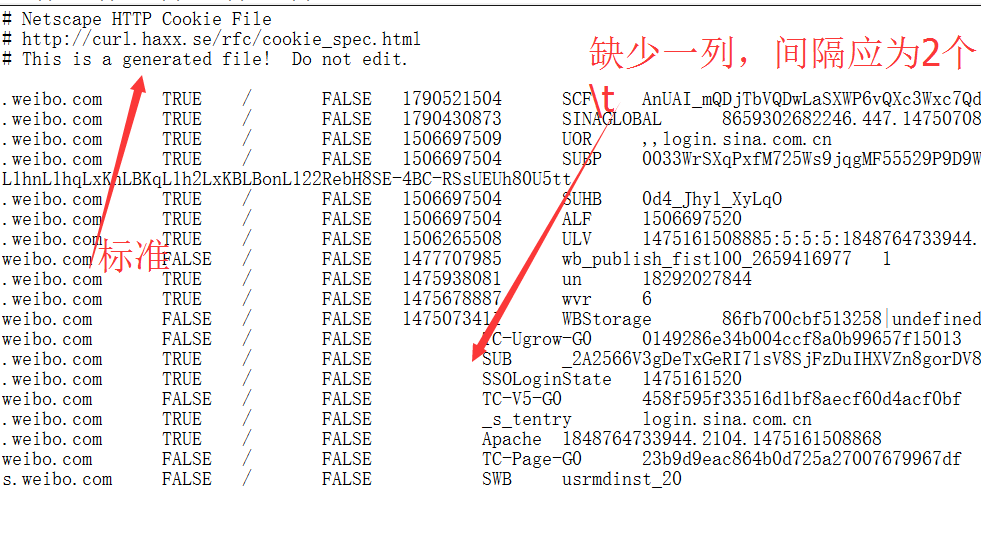 # Netscape HTTP Cookie File
# http://curl.haxx.se/rfc/cookie_spec.html
# This is a generated file!  Do not edit.
缺少一列，间隔应为2个
\t
.weibo.com TRUE / FALSE 1790521504 SCF AnUAI_mQDjTbVQDwLaSXWP6vQXc3Wxc7Qd
.weibo.com TRUE / FALSE 1790430873 SINAGLOBAL 8659302682246.447.14750708
.weibo.com TRUE / FALSE 1506697509 UOR ,,login.sina.com.cn
.weibo.com TRUE / FALSE 1506697504 SUBP 0033WrSXqPxfM725Ws9jqgMF55529P9D9W
LlhnLlhqLxKnLBKqLlh2LxKBLBonLl22RebH8SE-4BC-RSsUEUh80U5tt
.weibo.com TRUE / FALSE 1506697504 SUHB 0d4_Jhyl_XyLqO
.weibo.com TRUE / FALSE 1506697504 ALF 1506697520
.weibo.com TRUE / FALSE 1506265508 ULV 1475161508885:5:5:5:1848764733944.
标准
weibo.com FALSE / FALSE 1477707985 wb_publish_fist100_2659416977 1
.weibo.com TRUE / FALSE 1475938081 un 18292027844
.weibo.com TRUE / FALSE 1475678887 wvr 6
weibo.com FALSE / FALSE 147507341 WBStorage 86fb700cbf513258|undefined
weibo.com FALSE / FALSE TC-Ugrow-G0 0149286e34b004ccf8a0b99657f15013
.weibo.com TRUE / FALSE SUB _2A2566V3gDeTxGeRI7lsV8SjFzDuIHXVZn8gorDV8
.weibo.com TRUE / FALSE SSOLoginState 1475161520
weibo.com FALSE / FALSE TC-V5-G0 458f595f33516d1bf8aecf60d4acf0bf
.weibo.com TRUE / FALSE _s_tentry login.sina.com.cn
.weibo.com TRUE / FALSE Apache 1848764733944.2104.1475161508868
weibo.com FALSE / FALSE TC-Page-G0 23b9d9eac864b0d725a27007679967df
s.weibo.com FALSE / FALSE SWB usrmdinst_20